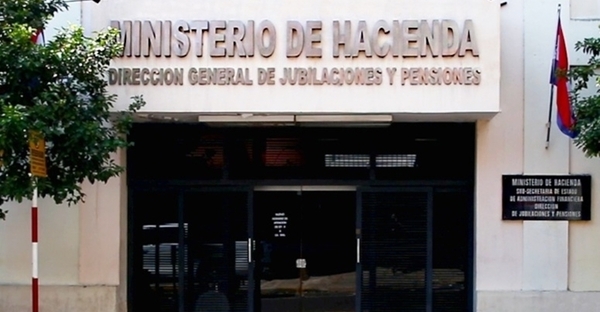 MINISTERIO DE HACIENDA
DIRECCION GENERAL DE JUBILACIONES Y PENSIONES
MINISTERIO DE HACIENDA
SUB-SECRETARIA DE ESTADO
DE ADMINISTRACION FINANCIERA
DIRECCION
DE JUBILACIONES Y PENSIONES